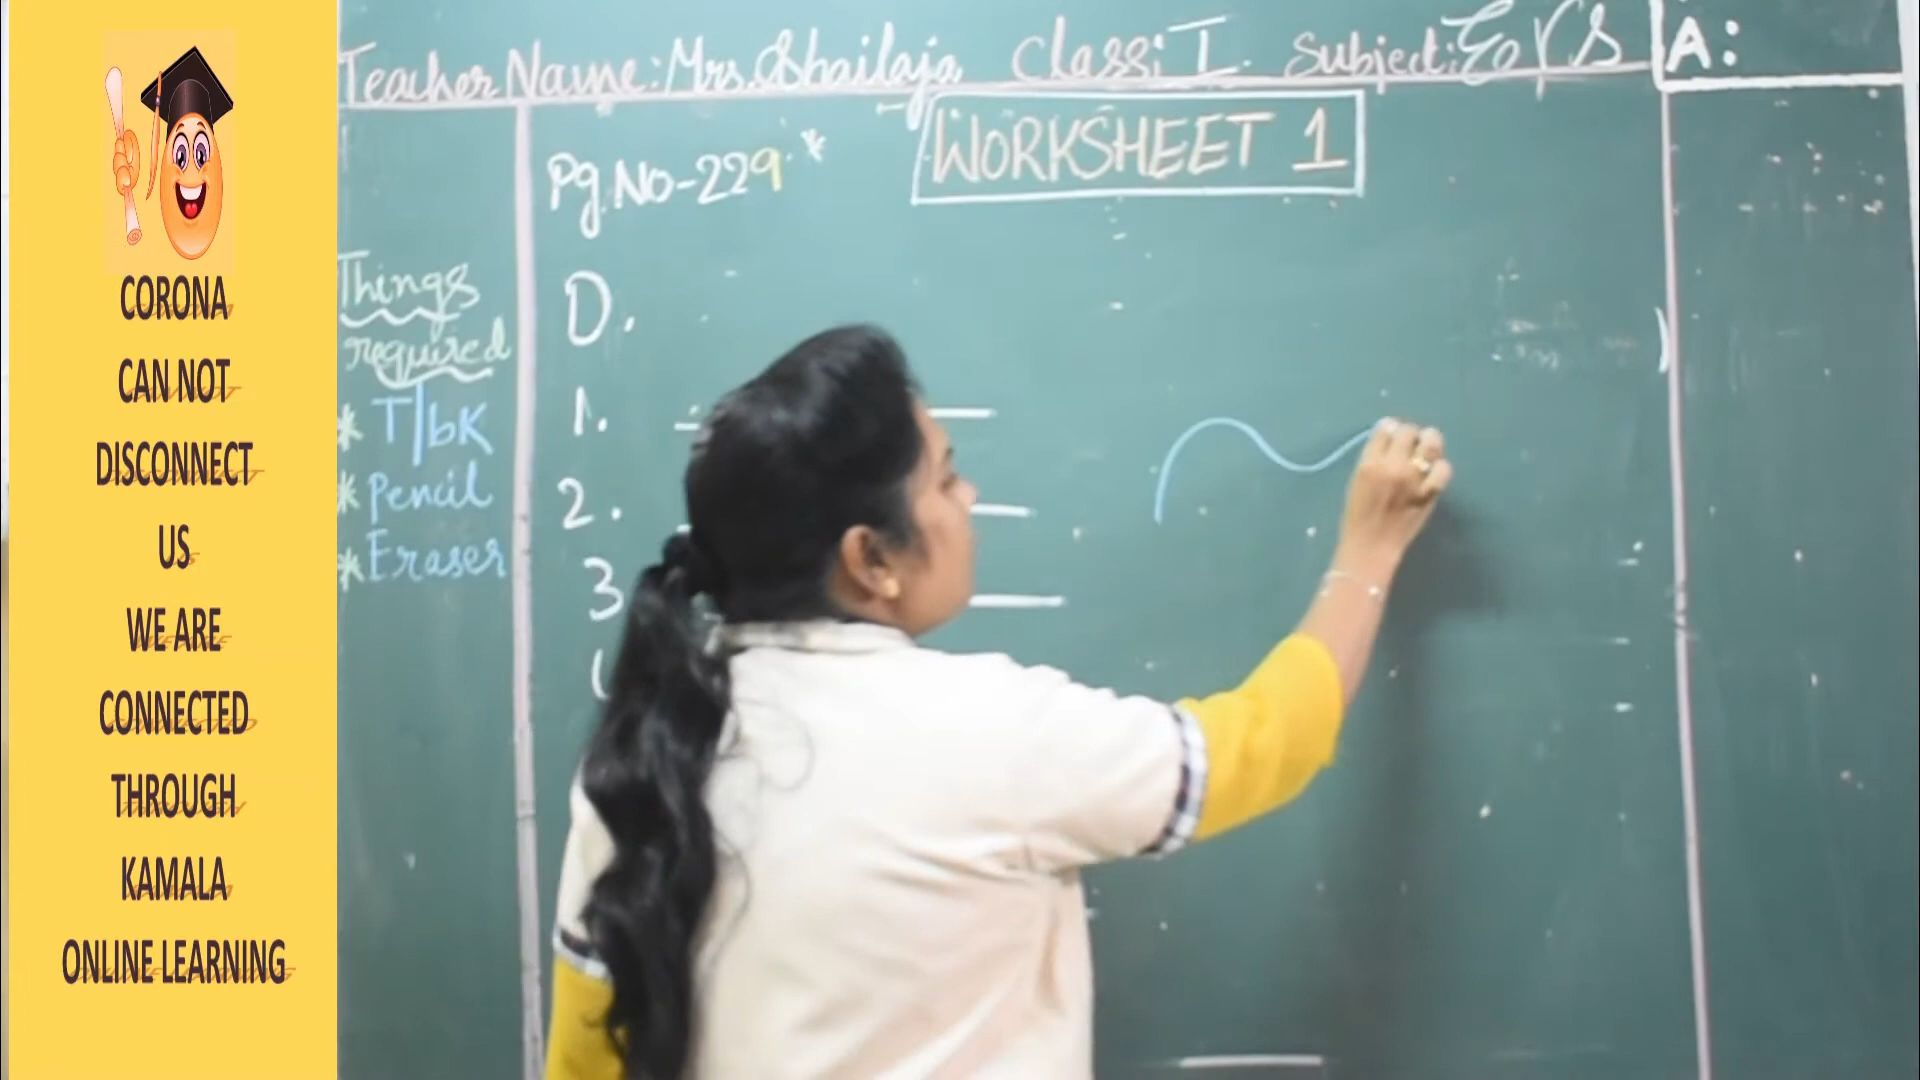 CORONA
CAN NOT
DISCONNECT
US
WE ARE
CONNECTED
THROUGH
KAMALA
ONLINE LEARNING
Teacher Name: Mrs. Shailaja Class: I Subject: EVS
A:
WORKSHEET 1
Pg. No-229
Things
required
* T/bk
* Pencil
* Eraser
D.
1.
2.
3